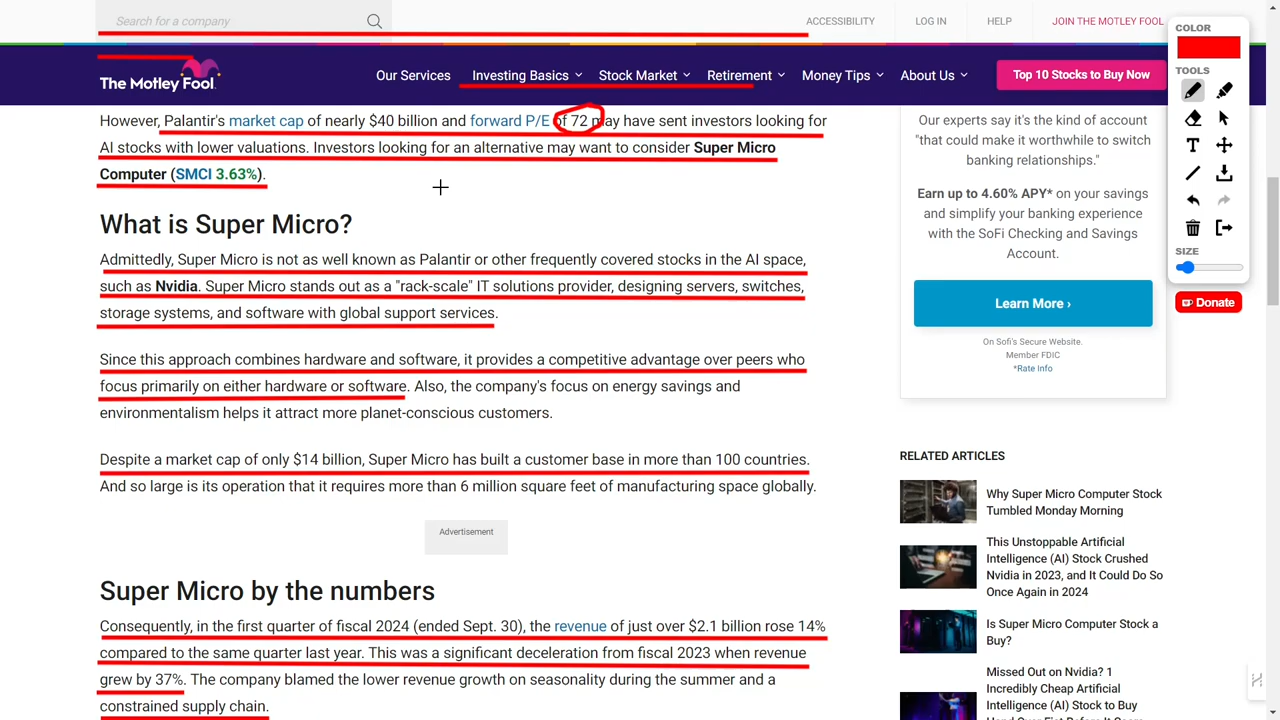 Search for a company
ACCESSIBILITY LOG IN HELP JOIN THE MOTLEY FOOL
The Motley Fool
Our Services Investing Basics Stock Market Retirement Money Tips About Us Top 10 Stocks to Buy Now
However, Palantir's market cap of nearly $40 billion and forward P/E of 72 may have sent investors looking for
AI stocks with lower valuations. Investors looking for an alternative may want to consider Super Micro
Computer (SMCI 3.63%).
What is Super Micro?
Admittedly, Super Micro is not as well known as Palantir or other frequently covered stocks in the AI space,
such as Nvidia. Super Micro stands out as a "rack-scale" IT solutions provider, designing servers, switches,
storage systems, and software with global support services.
Since this approach combines hardware and software, it provides a competitive advantage over peers who
focus primarily on either hardware or software. Also, the company's focus on energy savings and
environmentalism helps it attract more planet-conscious customers.
Despite a market cap of only $14 billion, Super Micro has built a customer base in more than 100 countries.
And so large is its operation that it requires more than 6 million square feet of manufacturing space globally.
Advertisement
Super Micro by the numbers
Consequently, in the first quarter of fiscal 2024 (ended Sept. 30), the revenue of just over $2.1 billion rose 14%
compared to the same quarter last year. This was a significant deceleration from fiscal 2023 when revenue
grew by 37%. The company blamed the lower revenue growth on seasonality during the summer and a
constrained supply chain.
Our experts say it's the kind of account
"that could make it worthwhile to switch
banking relationships."
Earn up to 4.60% APY* on your savings
and simplify your banking experience
with the SoFi Checking and Savings
Account.
Learn More ›
On Sofi's Secure Website.
Member FDIC
*Rate Info
RELATED ARTICLES
Why Super Micro Computer Stock
Tumbled Monday Morning
This Unstoppable Artificial
Intelligence (AI) Stock Crushed
Nvidia in 2023, and It Could Do So
Once Again in 2024
Is Super Micro Computer Stock a
Buy?
Missed Out on Nvidia? 1
Incredibly Cheap Artificial
Intelligence (AI) Stock to Buy
Hand Over Fist Before It Soars
COLOR
TOOLS
T
SIZE
Donate